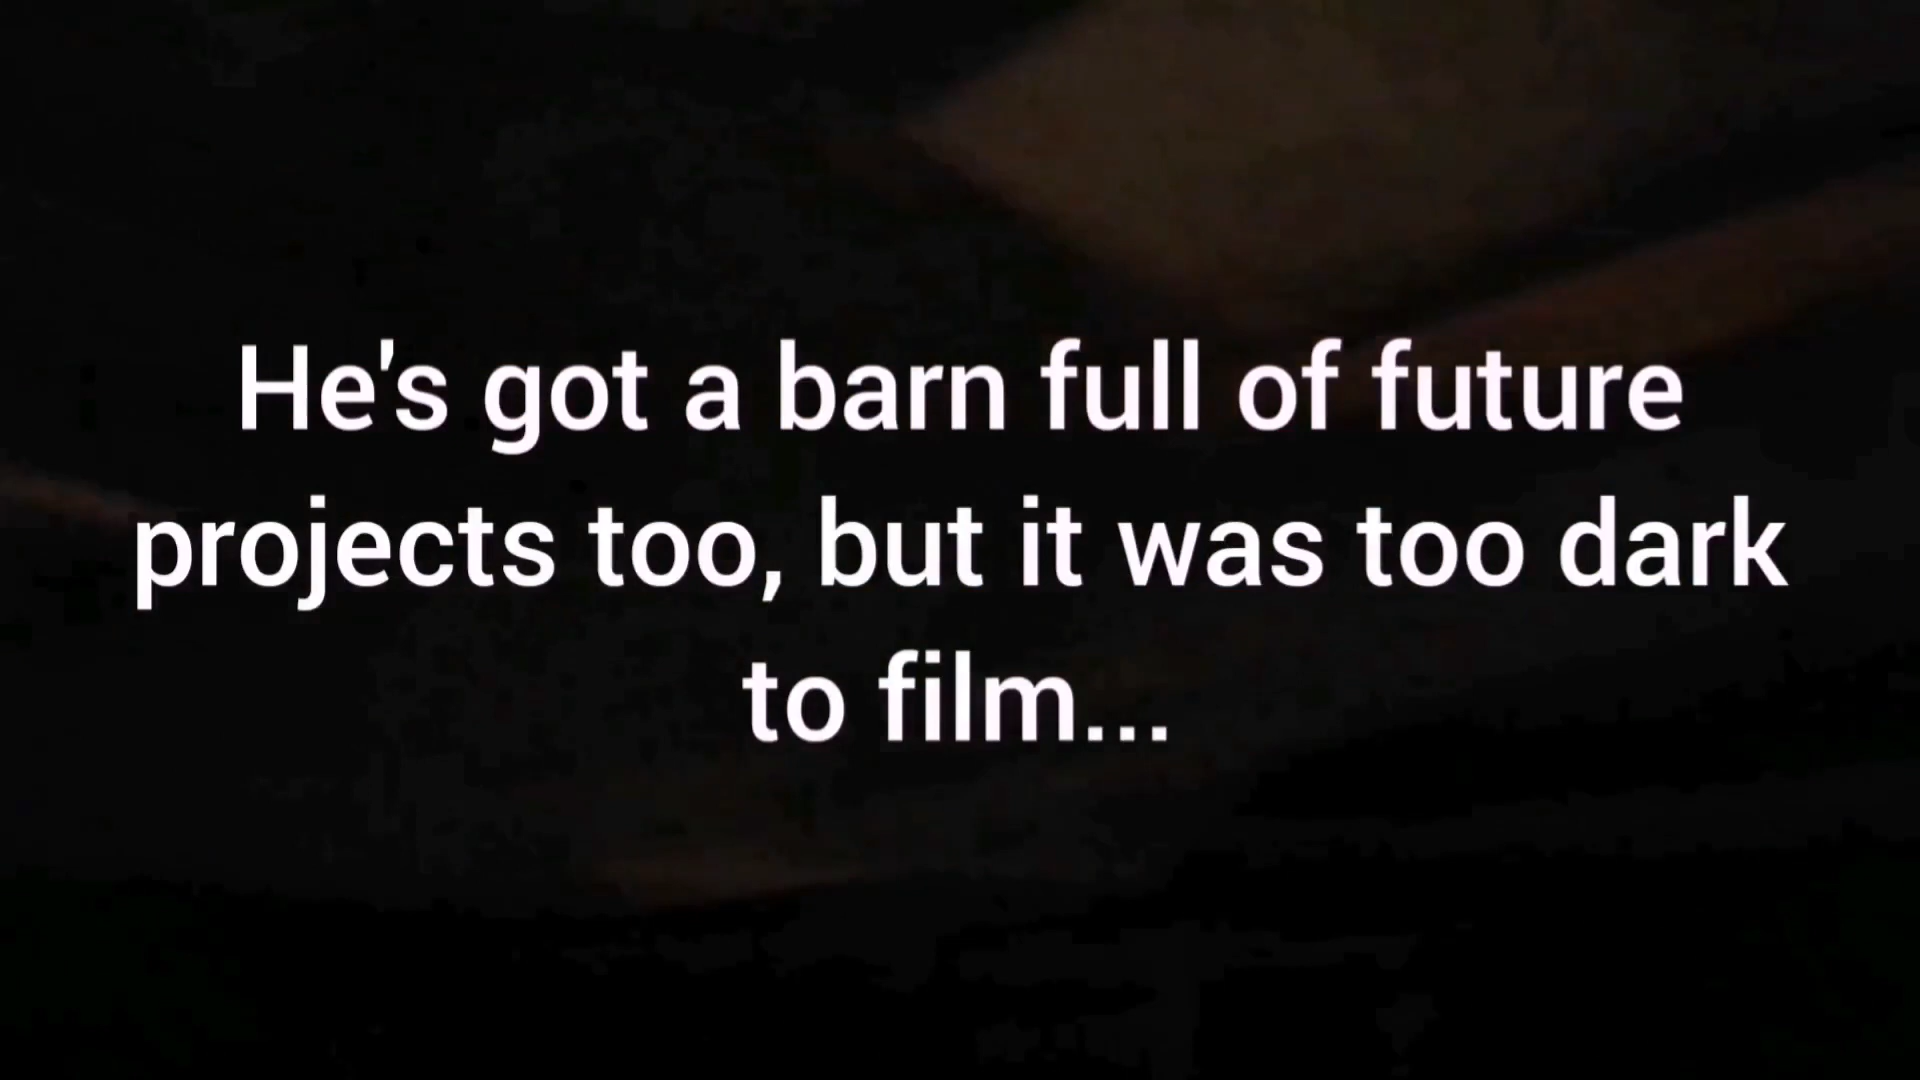 He's got a barn full of future
projects too, but it was too dark
to film...